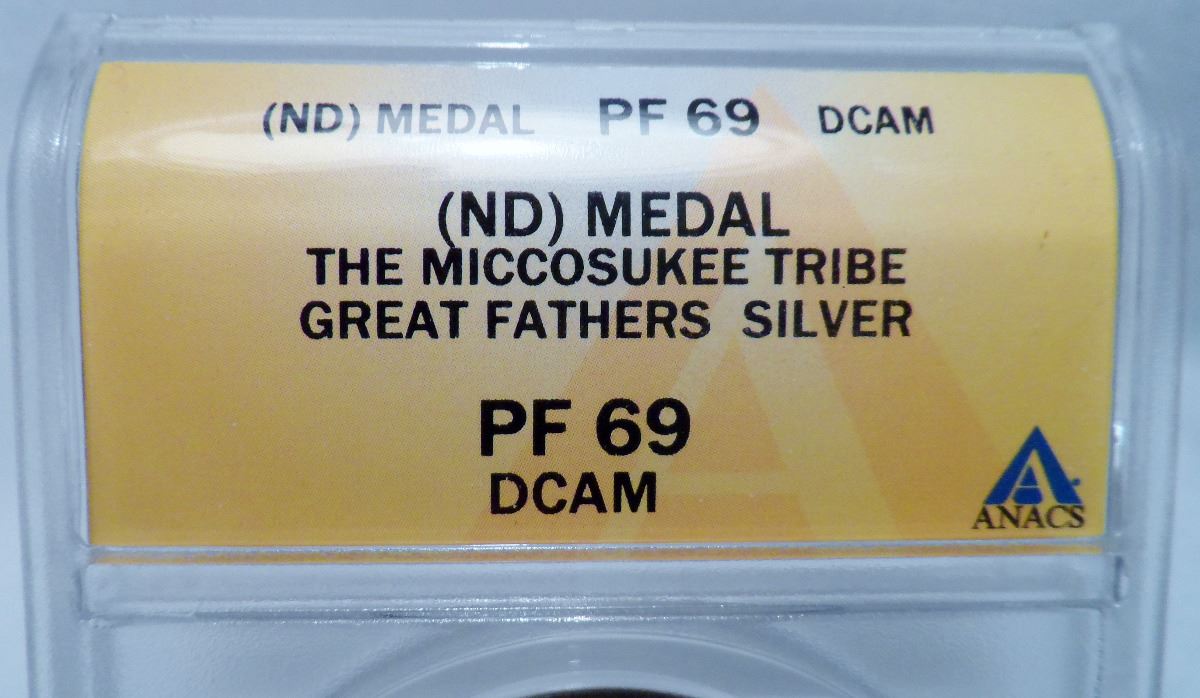 (ND) MEDAL PF 69 DCAM
(ND) MEDAL
THE MICCOSUKEE TRIBE
GREAT FATHERS SILVER
PF 69
DCAM
ANACS